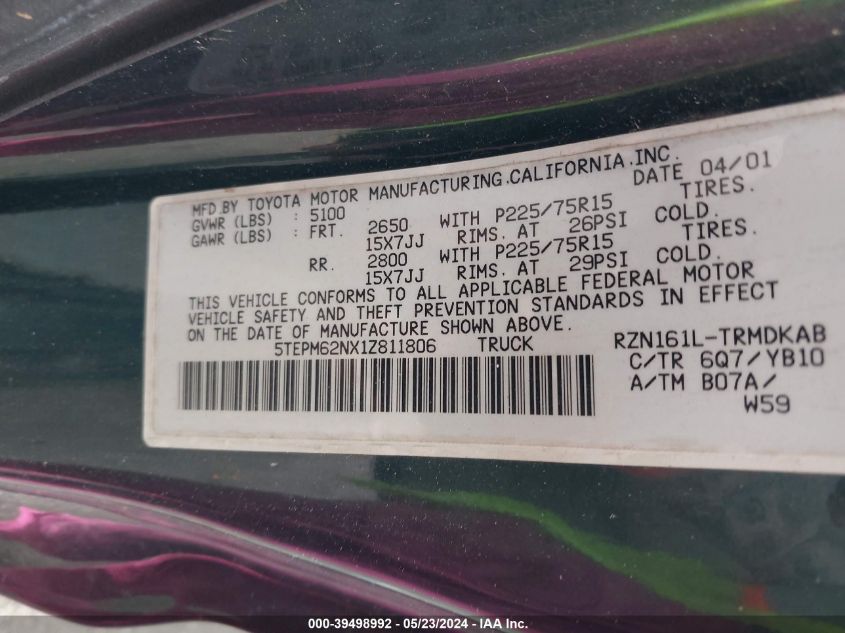 MFD.BY TOYOTA MOTOR MANUFACTURING.CALIFORNIA.INC.
GVWR (LBS) : 5100 DATE 04/01
GAWR (LBS) : FRT. 2650 WITH P225/75R15 TIRES.
15X7JJ RIMS. AT 26PSI COLD.
RR. 2800 WITH P225/75R15 TIRES.
15X7JJ RIMS. AT 29PSI COLD.
THIS VEHICLE CONFORMS TO ALL APPLICABLE FEDERAL MOTOR
VEHICLE SAFETY AND THEFT PREVENTION STANDARDS IN EFFECT
ON THE DATE OF MANUFACTURE SHOWN ABOVE.
5TEPM62NX1Z811806 TRUCK RZN161L-TRMDKAB
C/TR 6Q7/YB10
A/TM B07A/
W59
000-39498992 / 05/23/2024 - IAA Inc.